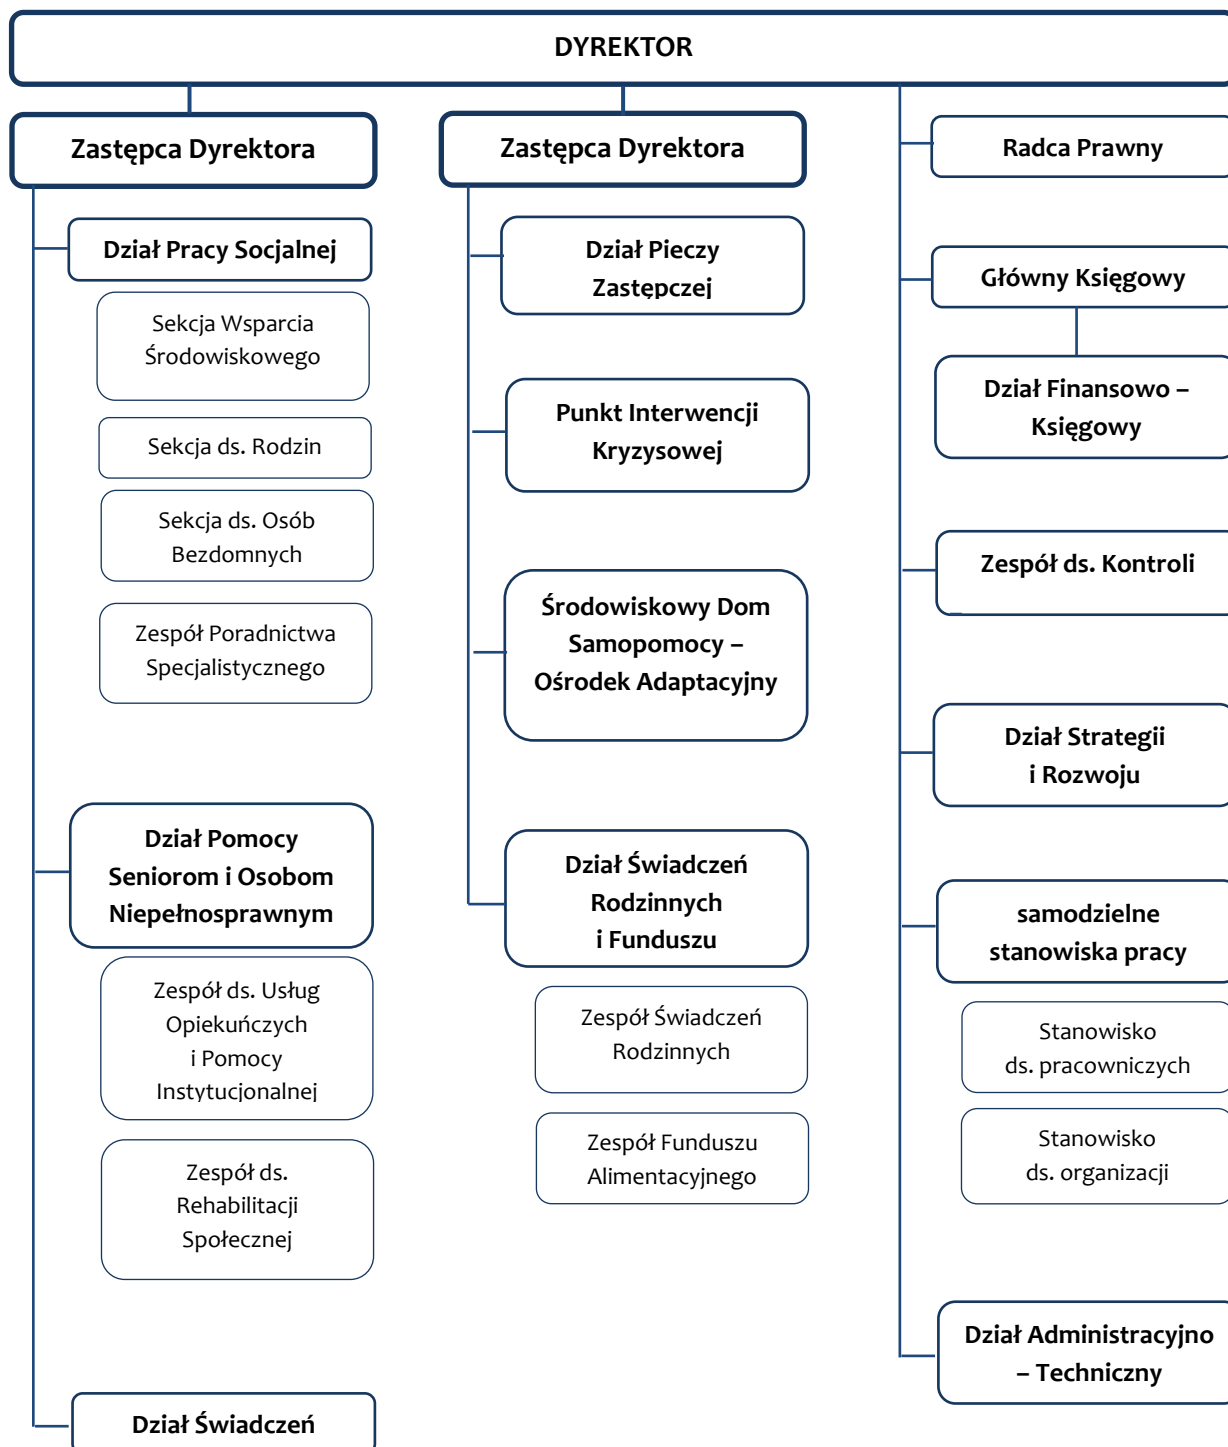 DYREKTOR
Zastępca Dyrektora
Dział Pracy Socjalnej
Sekcja Wsparcia
Środowiskowego
Sekcja ds. Rodzin
Sekcja ds. Osób
Bezdomnych
Zespół Poradnictwa
Specjalistycznego
Dział Pomocy
Seniorom i Osobom
Niepełnosprawnym
Zespół ds. Usług
Opiekuńczych
i Pomocy
Instytucjonalnej
Zespół ds.
Rehabilitacji
Społecznej
Dział Świadczeń
Zastępca Dyrektora
Dział Pieczy
Zastępczej
Punkt Interwencji
Kryzysowej
Środowiskowy Dom
Samopomocy –
Ośrodek Adaptacyjny
Dział Świadczeń
Rodzinnych
i Funduszu
Zespół Świadczeń
Rodzinnych
Zespół Funduszu
Alimentacyjnego
Radca Prawny
Główny Księgowy
Dział Finansowo –
Księgowy
Zespół ds. Kontroli
Dział Strategii
i Rozwoju
samodzielne
stanowiska pracy
Stanowisko
ds. pracowniczych
Stanowisko
ds. organizacji
Dział Administracyjno
– Techniczny